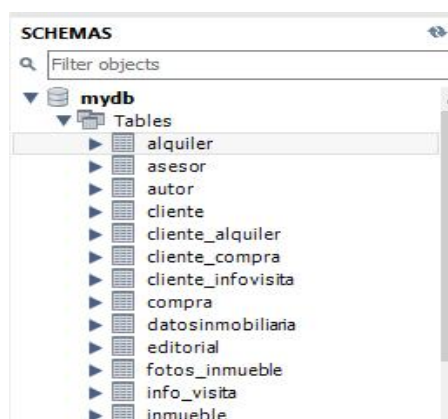 SCHEMAS
Filter objects
mydb
Tables
alquiler
asesor
autor
cliente
cliente_alquiler
cliente_compra
cliente_infovisita
compra
datosinmobiliaria
editorial
fotos_inmueble
info_visita
inmueble